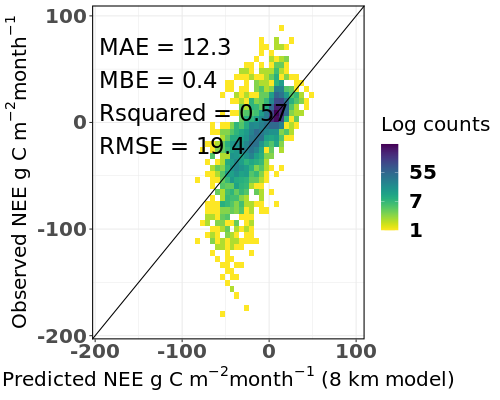 100
0
-100
-200
Observed NEE g C m−2month−1
MAE = 12.3
MBE = 0.4
Rsquared = 0.57
RMSE = 19.4
Log counts
55
7
1
-200 -100 0 100
Predicted NEE g C m−2month−1 (8 km model)